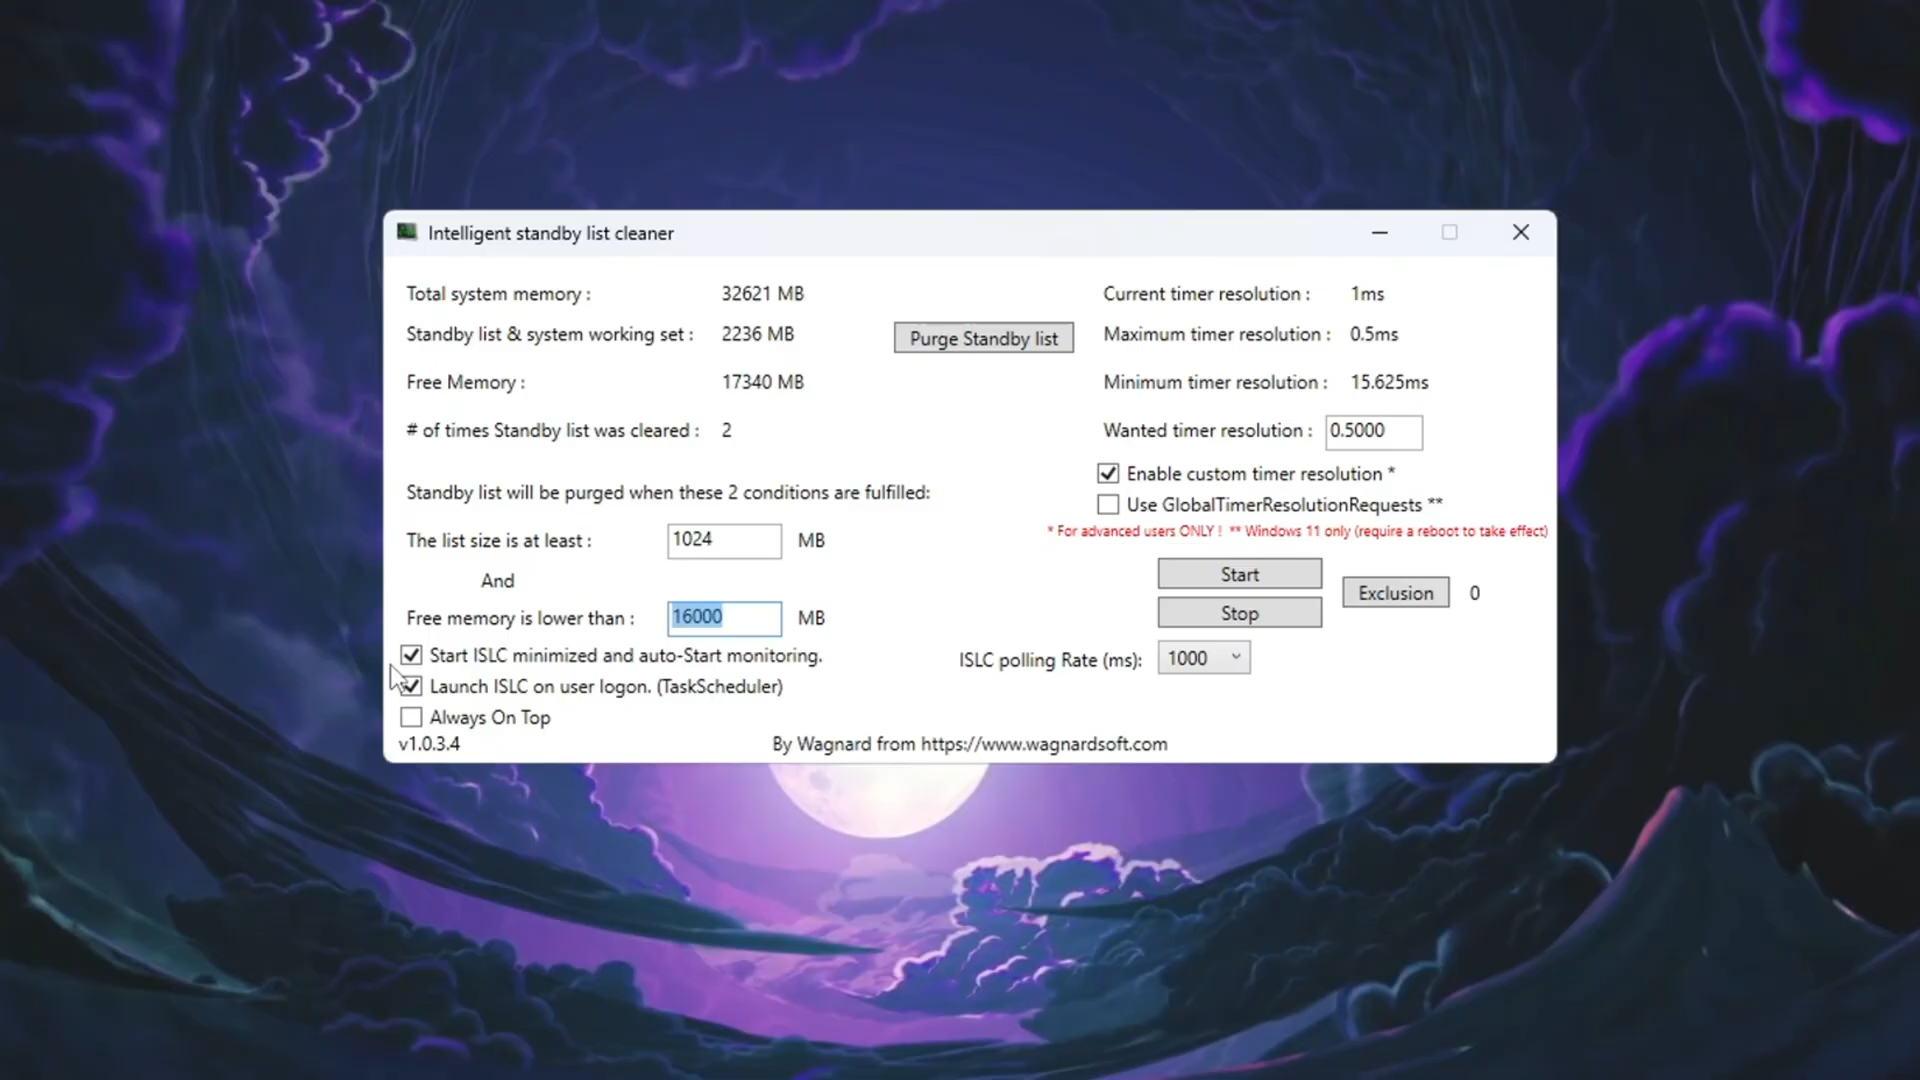 Intelligent standby list cleaner
Total system memory : 32621 MB
Standby list & system working set : 2236 MB
Purge Standby list
Free Memory : 17340 MB
# of times Standby list was cleared : 2
Standby list will be purged when these 2 conditions are fulfilled:
The list size is at least : 1024 MB
And
Free memory is lower than : 16000 MB
Start ISLC minimized and auto-Start monitoring.
Launch ISLC on user logon. (TaskScheduler)
Always On Top
v1.0.3.4
Current timer resolution : 1ms
Maximum timer resolution : 0.5ms
Minimum timer resolution : 15.625ms
Wanted timer resolution : 0.5000
Enable custom timer resolution *
Use GlobalTimerResolutionRequests **
* For advanced users ONLY ! ** Windows 11 only (require a reboot to take effect)
Start
Stop
Exclusion 0
ISLC polling Rate (ms): 1000
By Wagnard from https://www.wagnardsoft.com